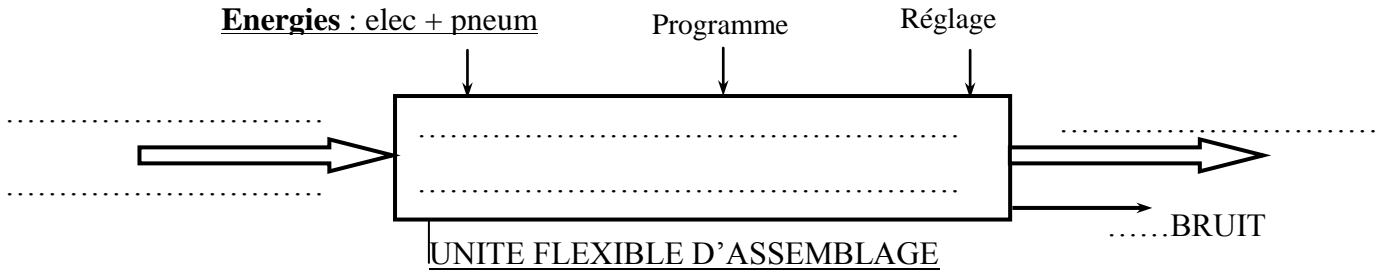 Energies : elec + pneum
Programme
Réglage
……………………………
……………………………
……………………………………………………
……………………………………………………
……………………………
……BRUIT
UNITE FLEXIBLE D’ASSEMBLAGE